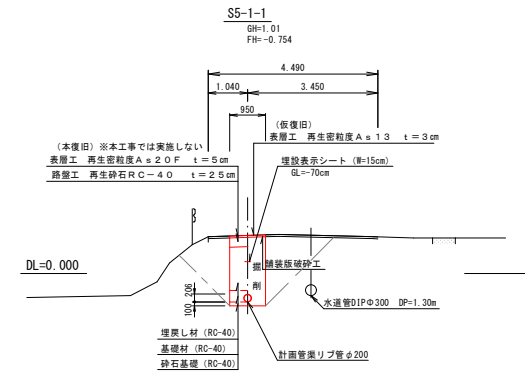 S5-1-1
GH=1.01
FH=-0.754
4.490
1.040
3.450
950
(仮復旧)
表層工 再生密粒度As13 t=3cm
(本復旧)※本工事では実施しない
表層工 再生密粒度As20F t=5cm
路盤工 再生砕石RC-40 t=25cm
埋設表示シート (W=15cm)
GL=-70cm
DL=0.000
舗装版破砕工
掘
削
206
100
水道管DIPΦ300 DP=1.30m
埋戻し材 (RC-40)
基礎材 (RC-40)
砕石基礎 (RC-40)
計画管渠リブ管φ200